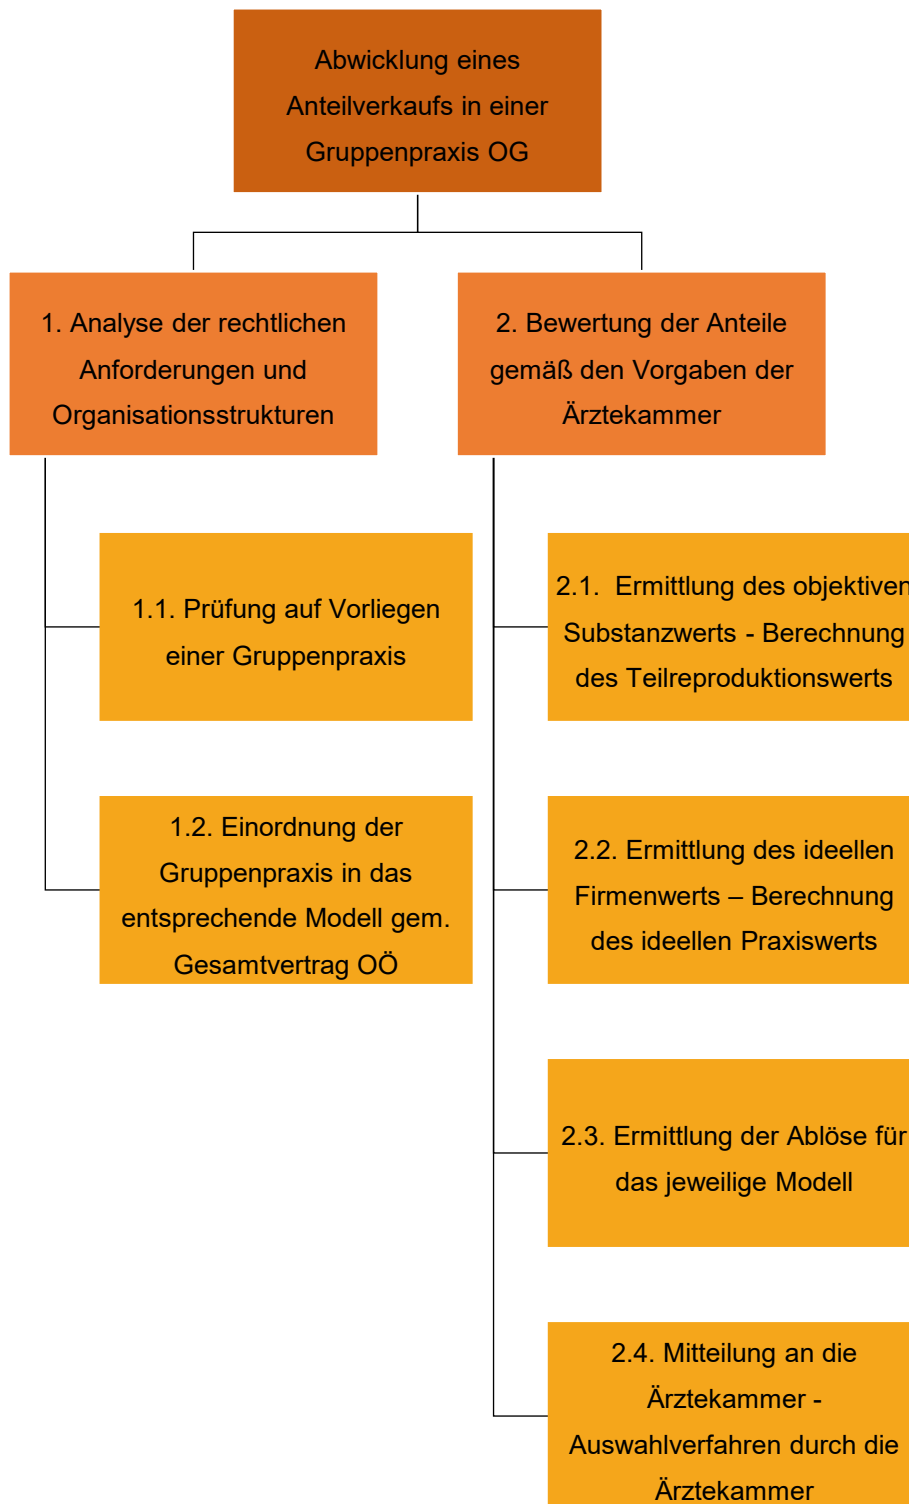 Abwicklung eines
Anteilverkaufs in einer
Gruppenpraxis OG
1. Analyse der rechtlichen
Anforderungen und
Organisationsstrukturen
2. Bewertung der Anteile
gemäß den Vorgaben der
Ärztekammer
1.1. Prüfung auf Vorliegen
einer Gruppenpraxis
1.2. Einordnung der
Gruppenpraxis in das
entsprechende Modell gem.
Gesamtvertrag OÖ
2.1. Ermittlung des objektiven
Substanzwerts - Berechnung
des Teilreproduktionswerts
2.2. Ermittlung des ideellen
Firmenwerts – Berechnung
des ideellen Praxiswerts
2.3. Ermittlung der Ablöse für
das jeweilige Modell
2.4. Mitteilung an die
Ärztekammer -
Auswahlverfahren durch die
Ärztekammer